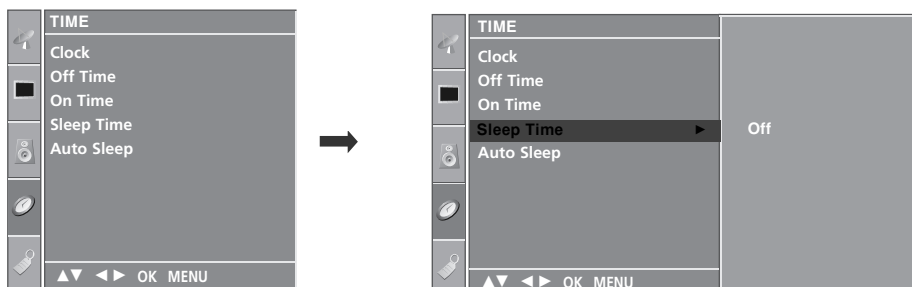 TIME
Clock
Off Time
On Time
Sleep Time
Auto Sleep
▲▼ ◄► OK MENU
TIME
Clock
Off Time
On Time
Sleep Time ► Off
Auto Sleep
▲▼ ◄► OK MENU